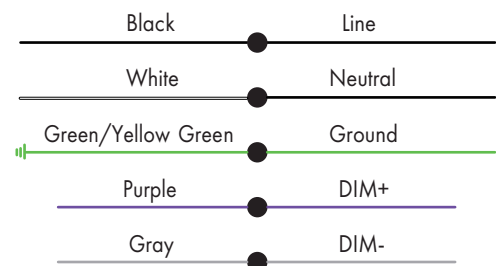 Black Line
White Neutral
Green/Yellow Green Ground
Purple DIM+
Gray DIM-